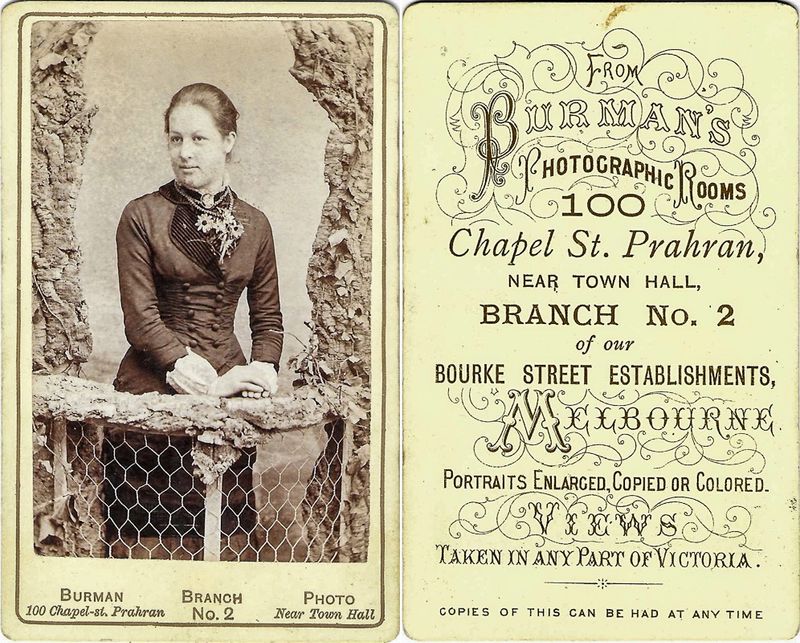 BURMAN BRANCH PHOTO
100 Chapel-st. Prahran No. 2 Near Town Hall
FROM
BURMAN'S
PHOTOGRAPHIC ROOMS
100
Chapel St. Prahran,
NEAR TOWN HALL,
BRANCH No. 2
of our
BOURKE STREET ESTABLISHMENTS,
MELBOURNE.
PORTRAITS ENLARGED, COPIED OR COLORED.
VIEWS
TAKEN IN ANY PART OF VICTORIA.
COPIES OF THIS CAN BE HAD AT ANY TIME